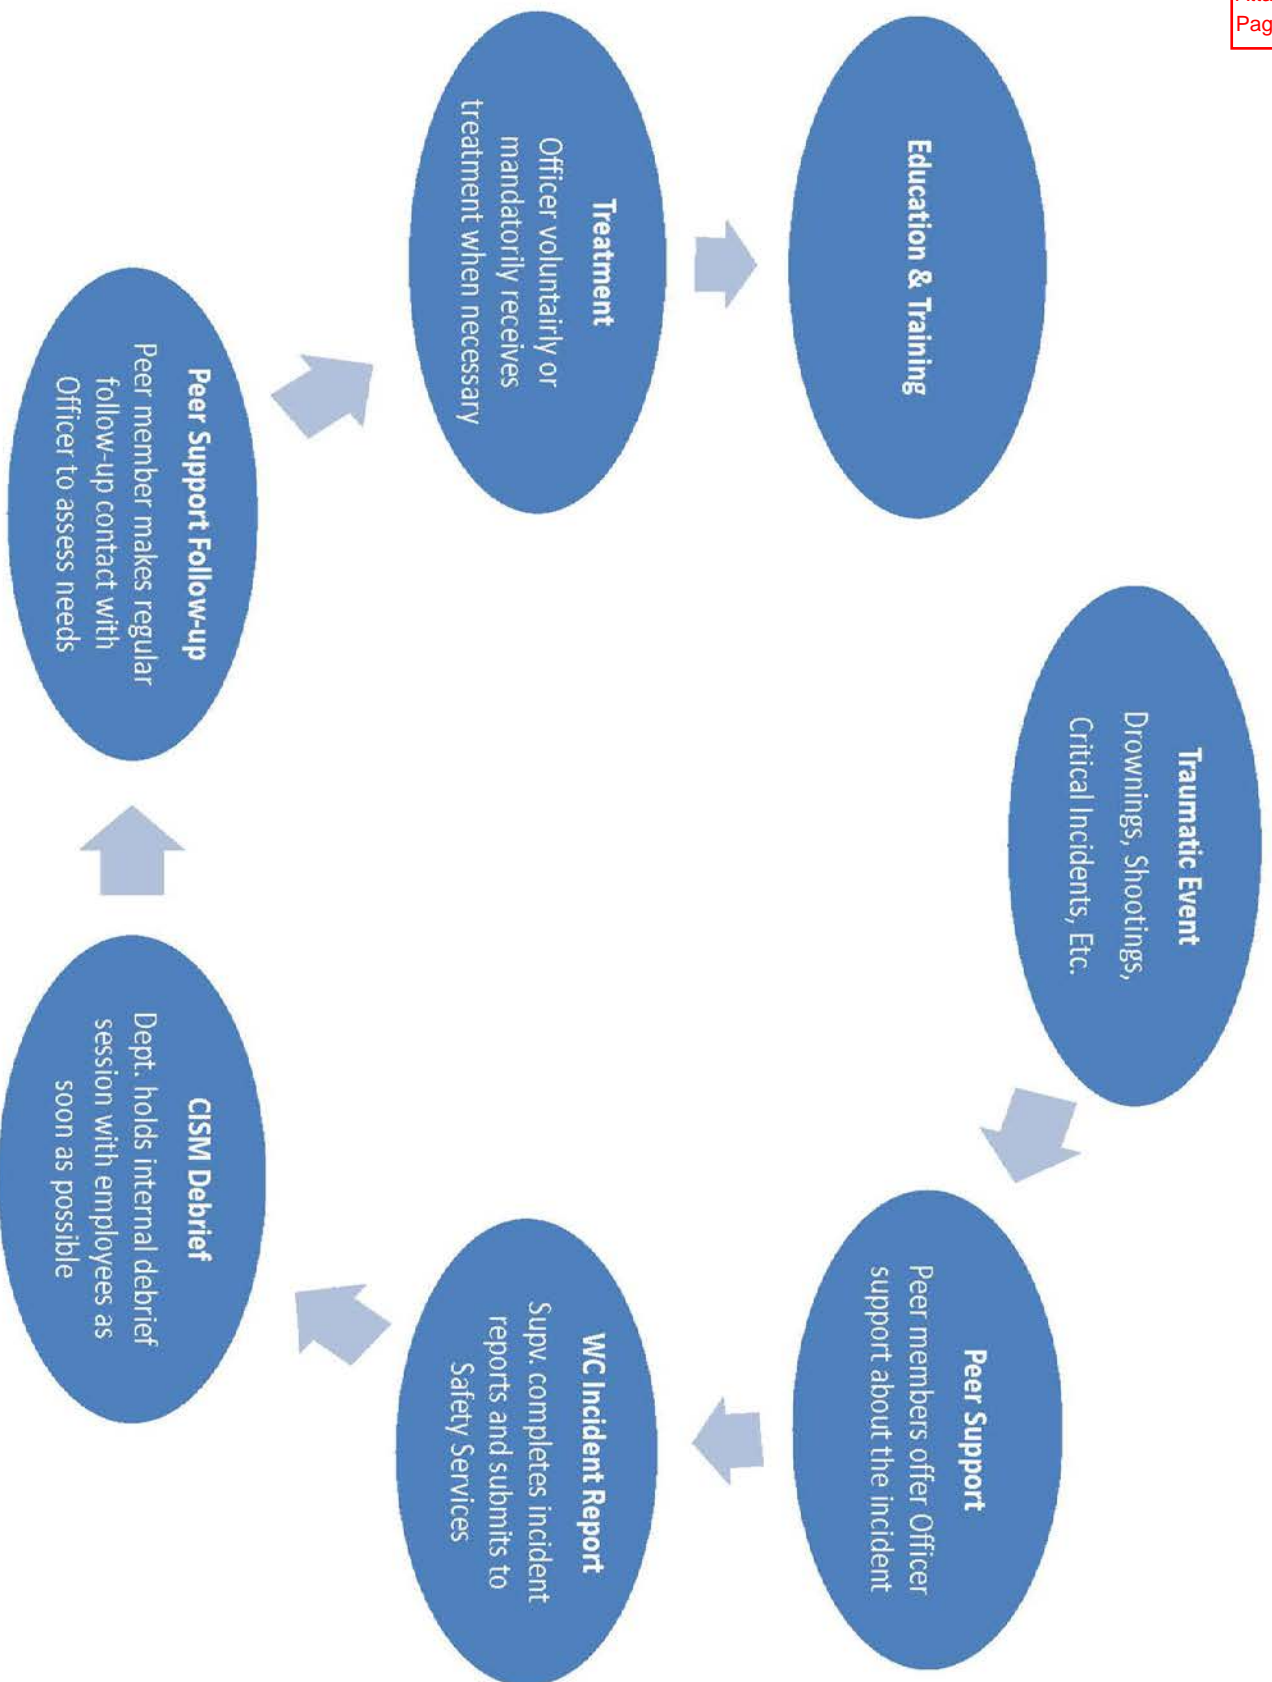 Pag
Traumatic Event
Drownings, Shootings,
Critical Incidents, Etc.
Peer Support
Peer members offer Officer
support about the incident
WC Incident Report
Supv. completes incident
reports and submits to
Safety Services
CISM Debrief
Dept. holds internal debrief
session with employees as
soon as possible
Peer Support Follow-up
Peer member makes regular
follow-up contact with
Officer to assess needs
Treatment
Officer voluntairly or
mandatorily receives
treatment when necessary
Education & Training